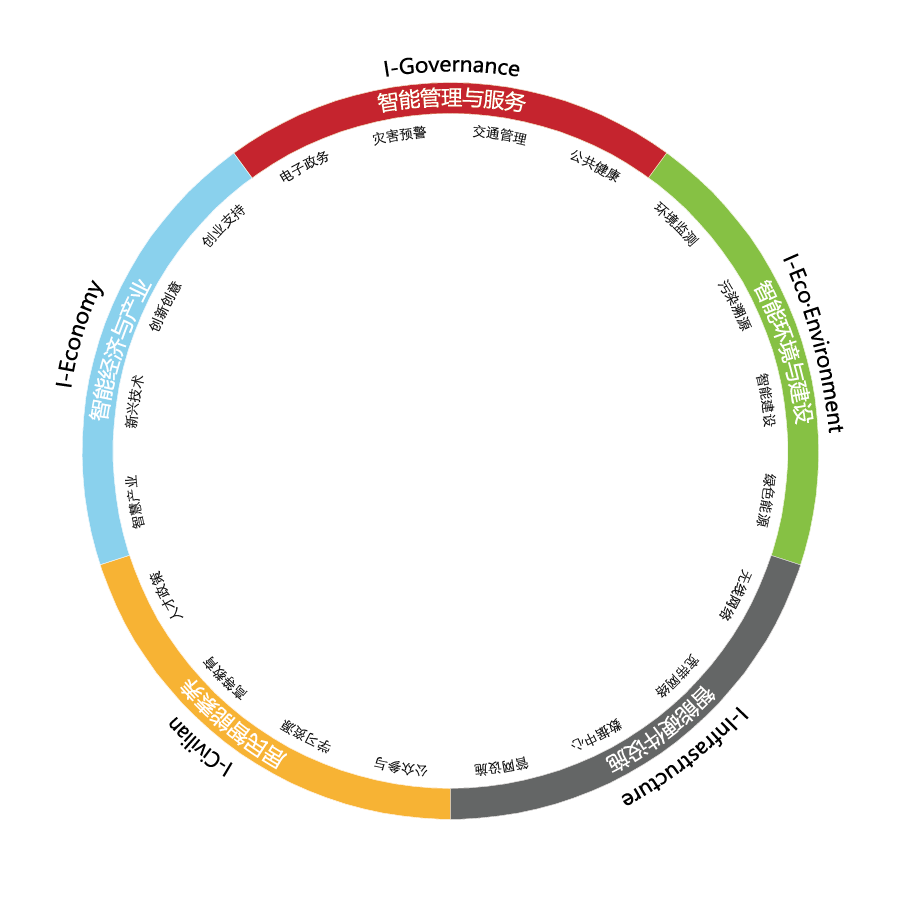 I-Governance
智能管理与服务
电子政务
灾害预警
交通管理
公共健康
I-Eco·Environment
智能环境与建设
环境监测
污染溯源
智能建设
绿色能源
I-Infrastructure
智能硬件设施
无线网络
宽带网络
数据中心
管网设施
I-Civilian
居民智能素养
公众参与
学习资源
高等教育
人才政策
I-Economy
智能经济与产业
智慧产业
新兴技术
创新创意
创业支持